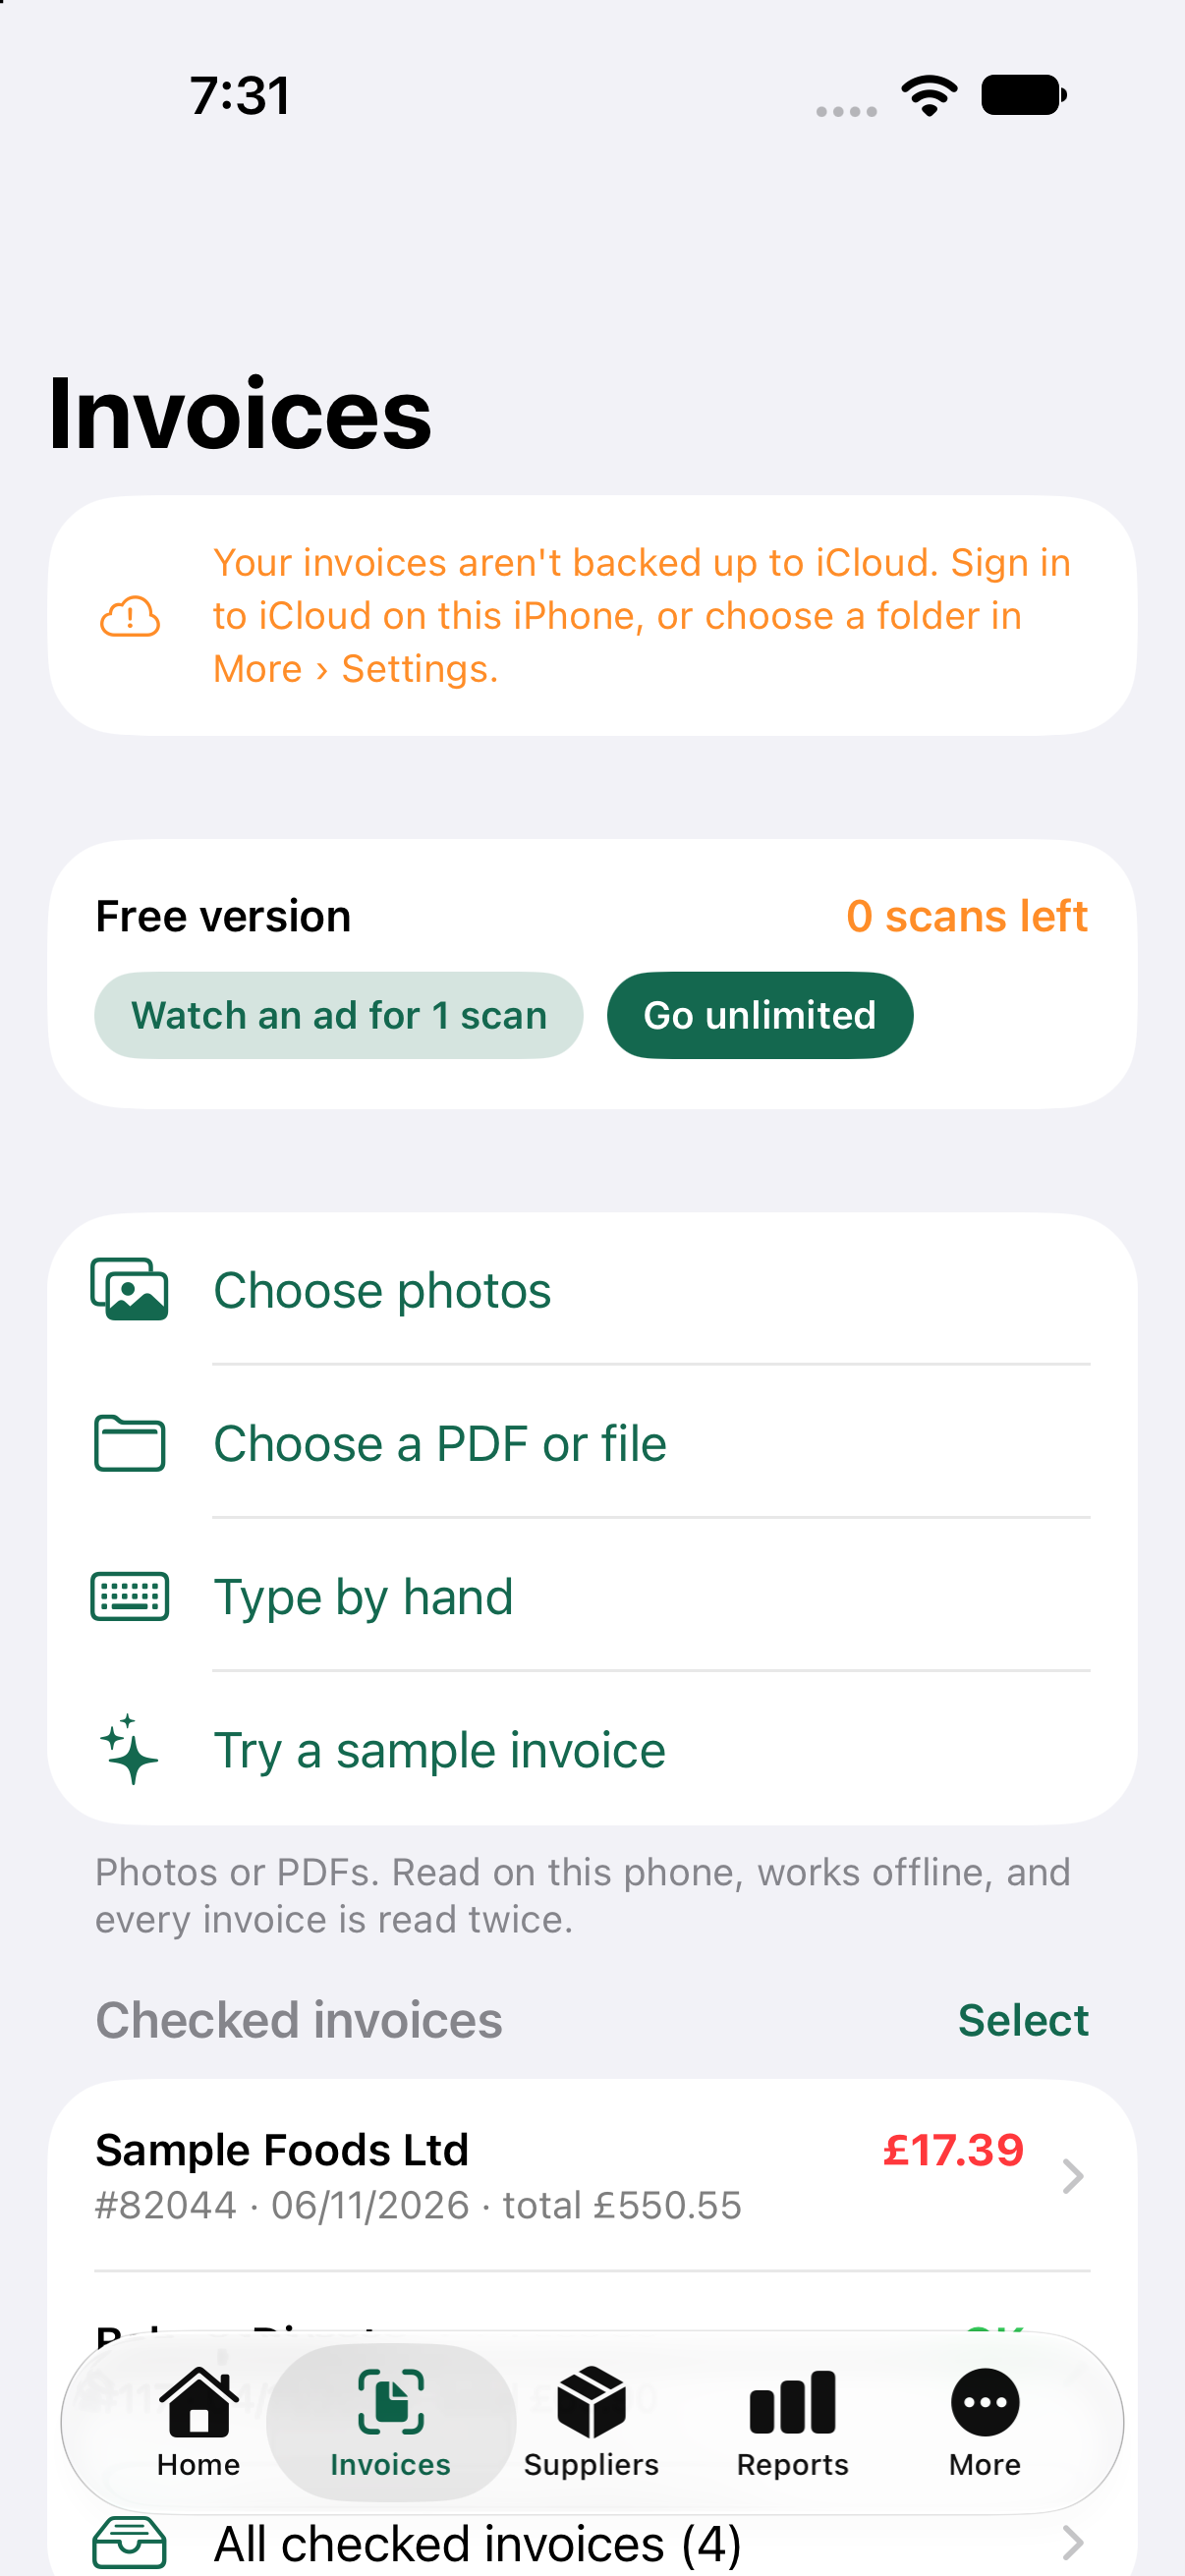 7:31
Invoices
Your invoices aren't backed up to iCloud. Sign in
to iCloud on this iPhone, or choose a folder in
More › Settings.
Free version
0 scans left
Watch an ad for 1 scan
Go unlimited
Choose photos
Choose a PDF or file
Type by hand
Try a sample invoice
Photos or PDFs. Read on this phone, works offline, and
every invoice is read twice.
Checked invoices
Select
Sample Foods Ltd
£17.39
#82044 · 06/11/2026 · total £550.55
Home
Invoices
Suppliers
Reports
More
All checked invoices (4)